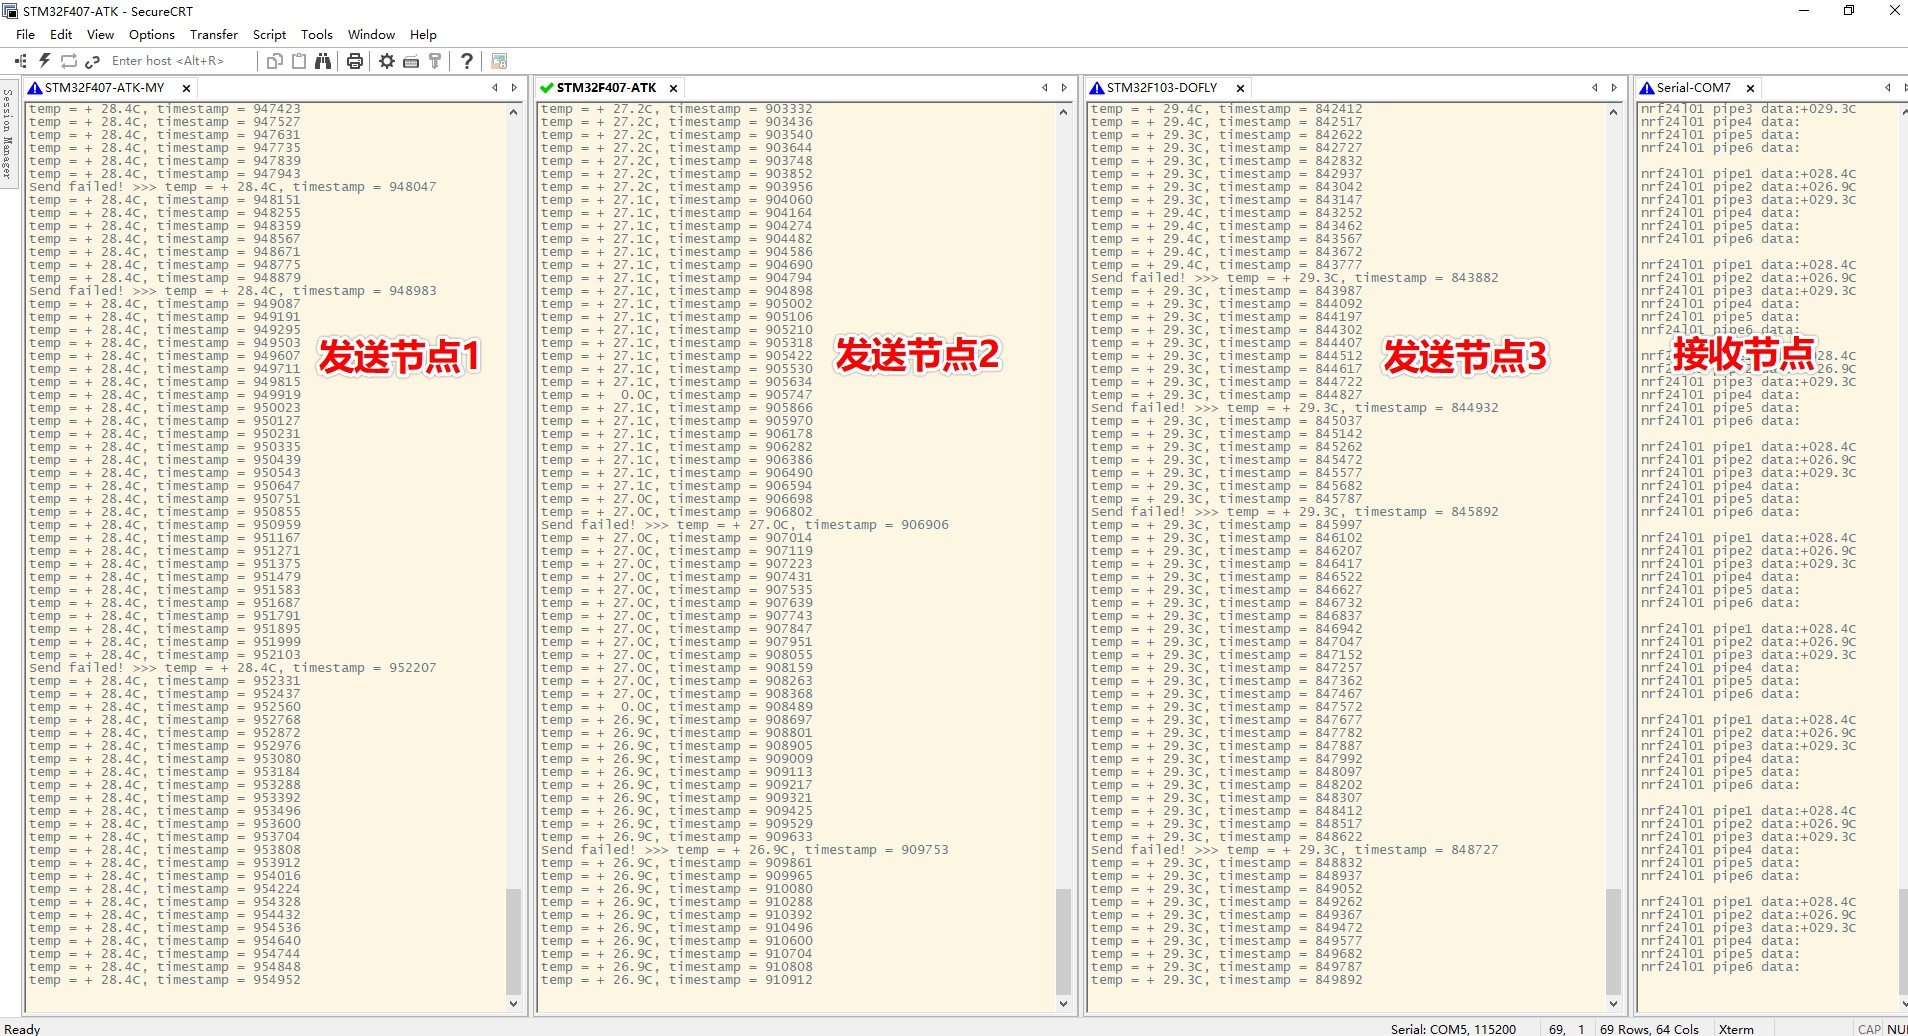 STM32F407-ATK - SecureCRT
File Edit View Options Transfer Script Tools Window Help
Enter host <Alt+R>
Session Manager
STM32F407-ATK-MY
temp = + 28.4C, timestamp = 947423
temp = + 28.4C, timestamp = 947527
temp = + 28.4C, timestamp = 947631
temp = + 28.4C, timestamp = 947735
temp = + 28.4C, timestamp = 947839
temp = + 28.4C, timestamp = 947943
Send failed! >>> temp = + 28.4C, timestamp = 948047
temp = + 28.4C, timestamp = 948151
temp = + 28.4C, timestamp = 948255
temp = + 28.4C, timestamp = 948359
temp = + 28.4C, timestamp = 948567
temp = + 28.4C, timestamp = 948671
temp = + 28.4C, timestamp = 948775
temp = + 28.4C, timestamp = 948879
Send failed! >>> temp = + 28.4C, timestamp = 948983
temp = + 28.4C, timestamp = 949087
temp = + 28.4C, timestamp = 949191
temp = + 28.4C, timestamp = 949295
temp = + 28.4C, timestamp = 949503
temp = + 28.4C, timestamp = 949607
temp = + 28.4C, timestamp = 949711
temp = + 28.4C, timestamp = 949815
temp = + 28.4C, timestamp = 949919
temp = + 28.4C, timestamp = 950023
temp = + 28.4C, timestamp = 950127
temp = + 28.4C, timestamp = 950231
temp = + 28.4C, timestamp = 950335
temp = + 28.4C, timestamp = 950439
temp = + 28.4C, timestamp = 950543
temp = + 28.4C, timestamp = 950647
temp = + 28.4C, timestamp = 950751
temp = + 28.4C, timestamp = 950855
temp = + 28.4C, timestamp = 950959
temp = + 28.4C, timestamp = 951167
temp = + 28.4C, timestamp = 951271
temp = + 28.4C, timestamp = 951375
temp = + 28.4C, timestamp = 951479
temp = + 28.4C, timestamp = 951583
temp = + 28.4C, timestamp = 951687
temp = + 28.4C, timestamp = 951791
temp = + 28.4C, timestamp = 951895
temp = + 28.4C, timestamp = 951999
temp = + 28.4C, timestamp = 952103
Send failed! >>> temp = + 28.4C, timestamp = 952207
temp = + 28.4C, timestamp = 952331
temp = + 28.4C, timestamp = 952437
temp = + 28.4C, timestamp = 952560
temp = + 28.4C, timestamp = 952768
temp = + 28.4C, timestamp = 952872
temp = + 28.4C, timestamp = 952976
temp = + 28.4C, timestamp = 953080
temp = + 28.4C, timestamp = 953184
temp = + 28.4C, timestamp = 953288
temp = + 28.4C, timestamp = 953392
temp = + 28.4C, timestamp = 953496
temp = + 28.4C, timestamp = 953600
temp = + 28.4C, timestamp = 953704
temp = + 28.4C, timestamp = 953808
temp = + 28.4C, timestamp = 953912
temp = + 28.4C, timestamp = 954016
temp = + 28.4C, timestamp = 954224
temp = + 28.4C, timestamp = 954328
temp = + 28.4C, timestamp = 954432
temp = + 28.4C, timestamp = 954536
temp = + 28.4C, timestamp = 954640
temp = + 28.4C, timestamp = 954744
temp = + 28.4C, timestamp = 954848
temp = + 28.4C, timestamp = 954952
发送节点1
STM32F407-ATK
temp = + 27.2C, timestamp = 903332
temp = + 27.2C, timestamp = 903436
temp = + 27.2C, timestamp = 903540
temp = + 27.2C, timestamp = 903644
temp = + 27.2C, timestamp = 903748
temp = + 27.2C, timestamp = 903852
temp = + 27.2C, timestamp = 903956
temp = + 27.1C, timestamp = 904060
temp = + 27.1C, timestamp = 904164
temp = + 27.1C, timestamp = 904274
temp = + 27.1C, timestamp = 904482
temp = + 27.1C, timestamp = 904586
temp = + 27.1C, timestamp = 904690
temp = + 27.1C, timestamp = 904794
temp = + 27.1C, timestamp = 904898
temp = + 27.1C, timestamp = 905002
temp = + 27.1C, timestamp = 905106
temp = + 27.1C, timestamp = 905210
temp = + 27.1C, timestamp = 905318
temp = + 27.1C, timestamp = 905422
temp = + 27.1C, timestamp = 905530
temp = + 27.1C, timestamp = 905634
temp = +  0.0C, timestamp = 905747
temp = + 27.1C, timestamp = 905866
temp = + 27.1C, timestamp = 905970
temp = + 27.1C, timestamp = 906178
temp = + 27.1C, timestamp = 906282
temp = + 27.1C, timestamp = 906386
temp = + 27.1C, timestamp = 906490
temp = + 27.1C, timestamp = 906594
temp = + 27.0C, timestamp = 906698
temp = + 27.0C, timestamp = 906802
Send failed! >>> temp = + 27.0C, timestamp = 906906
temp = + 27.0C, timestamp = 907014
temp = + 27.0C, timestamp = 907119
temp = + 27.0C, timestamp = 907223
temp = + 27.0C, timestamp = 907431
temp = + 27.0C, timestamp = 907535
temp = + 27.0C, timestamp = 907639
temp = + 27.0C, timestamp = 907743
temp = + 27.0C, timestamp = 907847
temp = + 27.0C, timestamp = 907951
temp = + 27.0C, timestamp = 908055
temp = + 27.0C, timestamp = 908159
temp = + 27.0C, timestamp = 908263
temp = + 27.0C, timestamp = 908368
temp = +  0.0C, timestamp = 908489
temp = + 26.9C, timestamp = 908697
temp = + 26.9C, timestamp = 908801
temp = + 26.9C, timestamp = 908905
temp = + 26.9C, timestamp = 909009
temp = + 26.9C, timestamp = 909113
temp = + 26.9C, timestamp = 909217
temp = + 26.9C, timestamp = 909321
temp = + 26.9C, timestamp = 909425
temp = + 26.9C, timestamp = 909529
temp = + 26.9C, timestamp = 909633
Send failed! >>> temp = + 26.9C, timestamp = 909753
temp = + 26.9C, timestamp = 909861
temp = + 26.9C, timestamp = 909965
temp = + 26.9C, timestamp = 910080
temp = + 26.9C, timestamp = 910288
temp = + 26.9C, timestamp = 910392
temp = + 26.9C, timestamp = 910496
temp = + 26.9C, timestamp = 910600
temp = + 26.9C, timestamp = 910704
temp = + 26.9C, timestamp = 910808
temp = + 26.9C, timestamp = 910912
发送节点2
STM32F103-DOFLY
temp = + 29.4C, timestamp = 842412
temp = + 29.4C, timestamp = 842517
temp = + 29.4C, timestamp = 842622
temp = + 29.3C, timestamp = 842727
temp = + 29.3C, timestamp = 842832
temp = + 29.3C, timestamp = 842937
temp = + 29.3C, timestamp = 843042
temp = + 29.3C, timestamp = 843147
temp = + 29.4C, timestamp = 843252
temp = + 29.4C, timestamp = 843462
temp = + 29.4C, timestamp = 843567
temp = + 29.4C, timestamp = 843672
temp = + 29.4C, timestamp = 843777
Send failed! >>> temp = + 29.3C, timestamp = 843882
temp = + 29.3C, timestamp = 843987
temp = + 29.3C, timestamp = 844092
temp = + 29.3C, timestamp = 844197
temp = + 29.3C, timestamp = 844302
temp = + 29.3C, timestamp = 844407
temp = + 29.3C, timestamp = 844512
temp = + 29.3C, timestamp = 844617
temp = + 29.3C, timestamp = 844722
temp = + 29.3C, timestamp = 844827
Send failed! >>> temp = + 29.3C, timestamp = 844932
temp = + 29.3C, timestamp = 845037
temp = + 29.3C, timestamp = 845142
temp = + 29.3C, timestamp = 845262
temp = + 29.3C, timestamp = 845472
temp = + 29.3C, timestamp = 845577
temp = + 29.3C, timestamp = 845682
temp = + 29.3C, timestamp = 845787
Send failed! >>> temp = + 29.3C, timestamp = 845892
temp = + 29.3C, timestamp = 845997
temp = + 29.3C, timestamp = 846102
temp = + 29.3C, timestamp = 846207
temp = + 29.3C, timestamp = 846417
temp = + 29.3C, timestamp = 846522
temp = + 29.3C, timestamp = 846627
temp = + 29.3C, timestamp = 846732
temp = + 29.3C, timestamp = 846837
temp = + 29.3C, timestamp = 846942
temp = + 29.3C, timestamp = 847047
temp = + 29.3C, timestamp = 847152
temp = + 29.3C, timestamp = 847257
temp = + 29.3C, timestamp = 847362
temp = + 29.3C, timestamp = 847467
temp = + 29.3C, timestamp = 847572
temp = + 29.3C, timestamp = 847677
temp = + 29.3C, timestamp = 847782
temp = + 29.3C, timestamp = 847887
temp = + 29.3C, timestamp = 847992
temp = + 29.3C, timestamp = 848097
temp = + 29.3C, timestamp = 848202
temp = + 29.3C, timestamp = 848307
temp = + 29.3C, timestamp = 848412
temp = + 29.3C, timestamp = 848517
temp = + 29.3C, timestamp = 848622
Send failed! >>> temp = + 29.3C, timestamp = 848727
temp = + 29.3C, timestamp = 848832
temp = + 29.3C, timestamp = 848937
temp = + 29.3C, timestamp = 849052
temp = + 29.3C, timestamp = 849262
temp = + 29.3C, timestamp = 849367
temp = + 29.3C, timestamp = 849472
temp = + 29.3C, timestamp = 849577
temp = + 29.3C, timestamp = 849682
temp = + 29.3C, timestamp = 849787
temp = + 29.3C, timestamp = 849892
发送节点3
Serial-COM7
nrf24l01 pipe3 data:+029.3C
nrf24l01 pipe4 data:
nrf24l01 pipe5 data:
nrf24l01 pipe6 data:
nrf24l01 pipe1 data:+028.4C
nrf24l01 pipe2 data:+026.9C
nrf24l01 pipe3 data:+029.3C
nrf24l01 pipe4 data:
nrf24l01 pipe5 data:
nrf24l01 pipe6 data:
nrf24l01 pipe1 data:+028.4C
nrf24l01 pipe2 data:+026.9C
nrf24l01 pipe3 data:+029.3C
nrf24l01 pipe4 data:
nrf24l01 pipe5 data:
nrf24l01 pipe6 data:
接收节点
28.4C
26.9C
nrf24l01 pipe3 data:+029.3C
nrf24l01 pipe4 data:
nrf24l01 pipe5 data:
nrf24l01 pipe6 data:
nrf24l01 pipe1 data:+028.4C
nrf24l01 pipe2 data:+026.9C
nrf24l01 pipe3 data:+029.3C
nrf24l01 pipe4 data:
nrf24l01 pipe5 data:
nrf24l01 pipe6 data:
nrf24l01 pipe1 data:+028.4C
nrf24l01 pipe2 data:+026.9C
nrf24l01 pipe3 data:+029.3C
nrf24l01 pipe4 data:
nrf24l01 pipe5 data:
nrf24l01 pipe6 data:
nrf24l01 pipe1 data:+028.4C
nrf24l01 pipe2 data:+026.9C
nrf24l01 pipe3 data:+029.3C
nrf24l01 pipe4 data:
nrf24l01 pipe5 data:
nrf24l01 pipe6 data:
nrf24l01 pipe1 data:+028.4C
nrf24l01 pipe2 data:+026.9C
nrf24l01 pipe3 data:+029.3C
nrf24l01 pipe4 data:
nrf24l01 pipe5 data:
nrf24l01 pipe6 data:
nrf24l01 pipe1 data:+028.4C
nrf24l01 pipe2 data:+026.9C
nrf24l01 pipe3 data:+029.3C
nrf24l01 pipe4 data:
nrf24l01 pipe5 data:
nrf24l01 pipe6 data:
nrf24l01 pipe1 data:+028.4C
nrf24l01 pipe2 data:+026.9C
nrf24l01 pipe3 data:+029.3C
nrf24l01 pipe4 data:
nrf24l01 pipe5 data:
nrf24l01 pipe6 data:
Ready Serial: COM5, 115200 69, 1 69 Rows, 64 Cols Xterm CAP NU